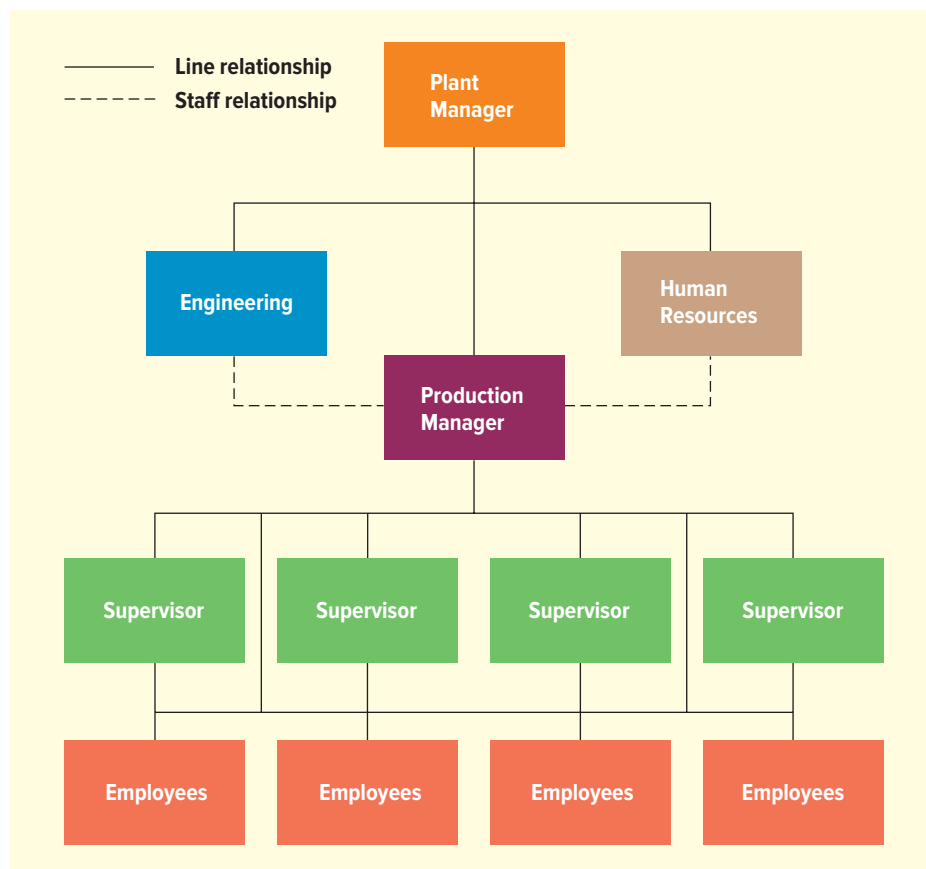 Line relationship
Staff relationship
Plant
Manager
Engineering
Human
Resources
Production
Manager
Supervisor
Supervisor
Supervisor
Supervisor
Employees
Employees
Employees
Employees